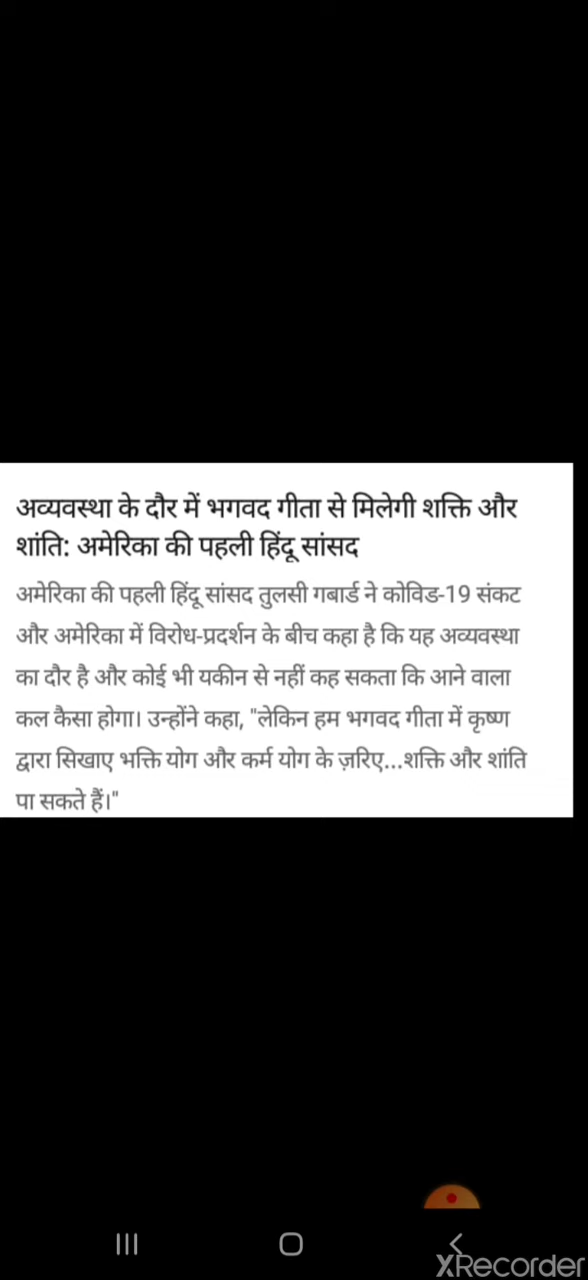 अव्यवस्था के दौर में भगवद गीता से मिलेगी शक्ति और
शांति: अमेरिका की पहली हिंदू सांसद
अमेरिका की पहली हिंदू सांसद तुलसी गबार्ड ने कोविड-19 संकट
और अमेरिका में विरोध-प्रदर्शन के बीच कहा है कि यह अव्यवस्था
का दौर है और कोई भी यकीन से नहीं कह सकता कि आने वाला
कल कैसा होगा। उन्होंने कहा, "लेकिन हम भगवद गीता में कृष्ण
द्वारा सिखाए भक्ति योग और कर्म योग के ज़रिए...शक्ति और शांति
पा सकते हैं।"
XRecorder